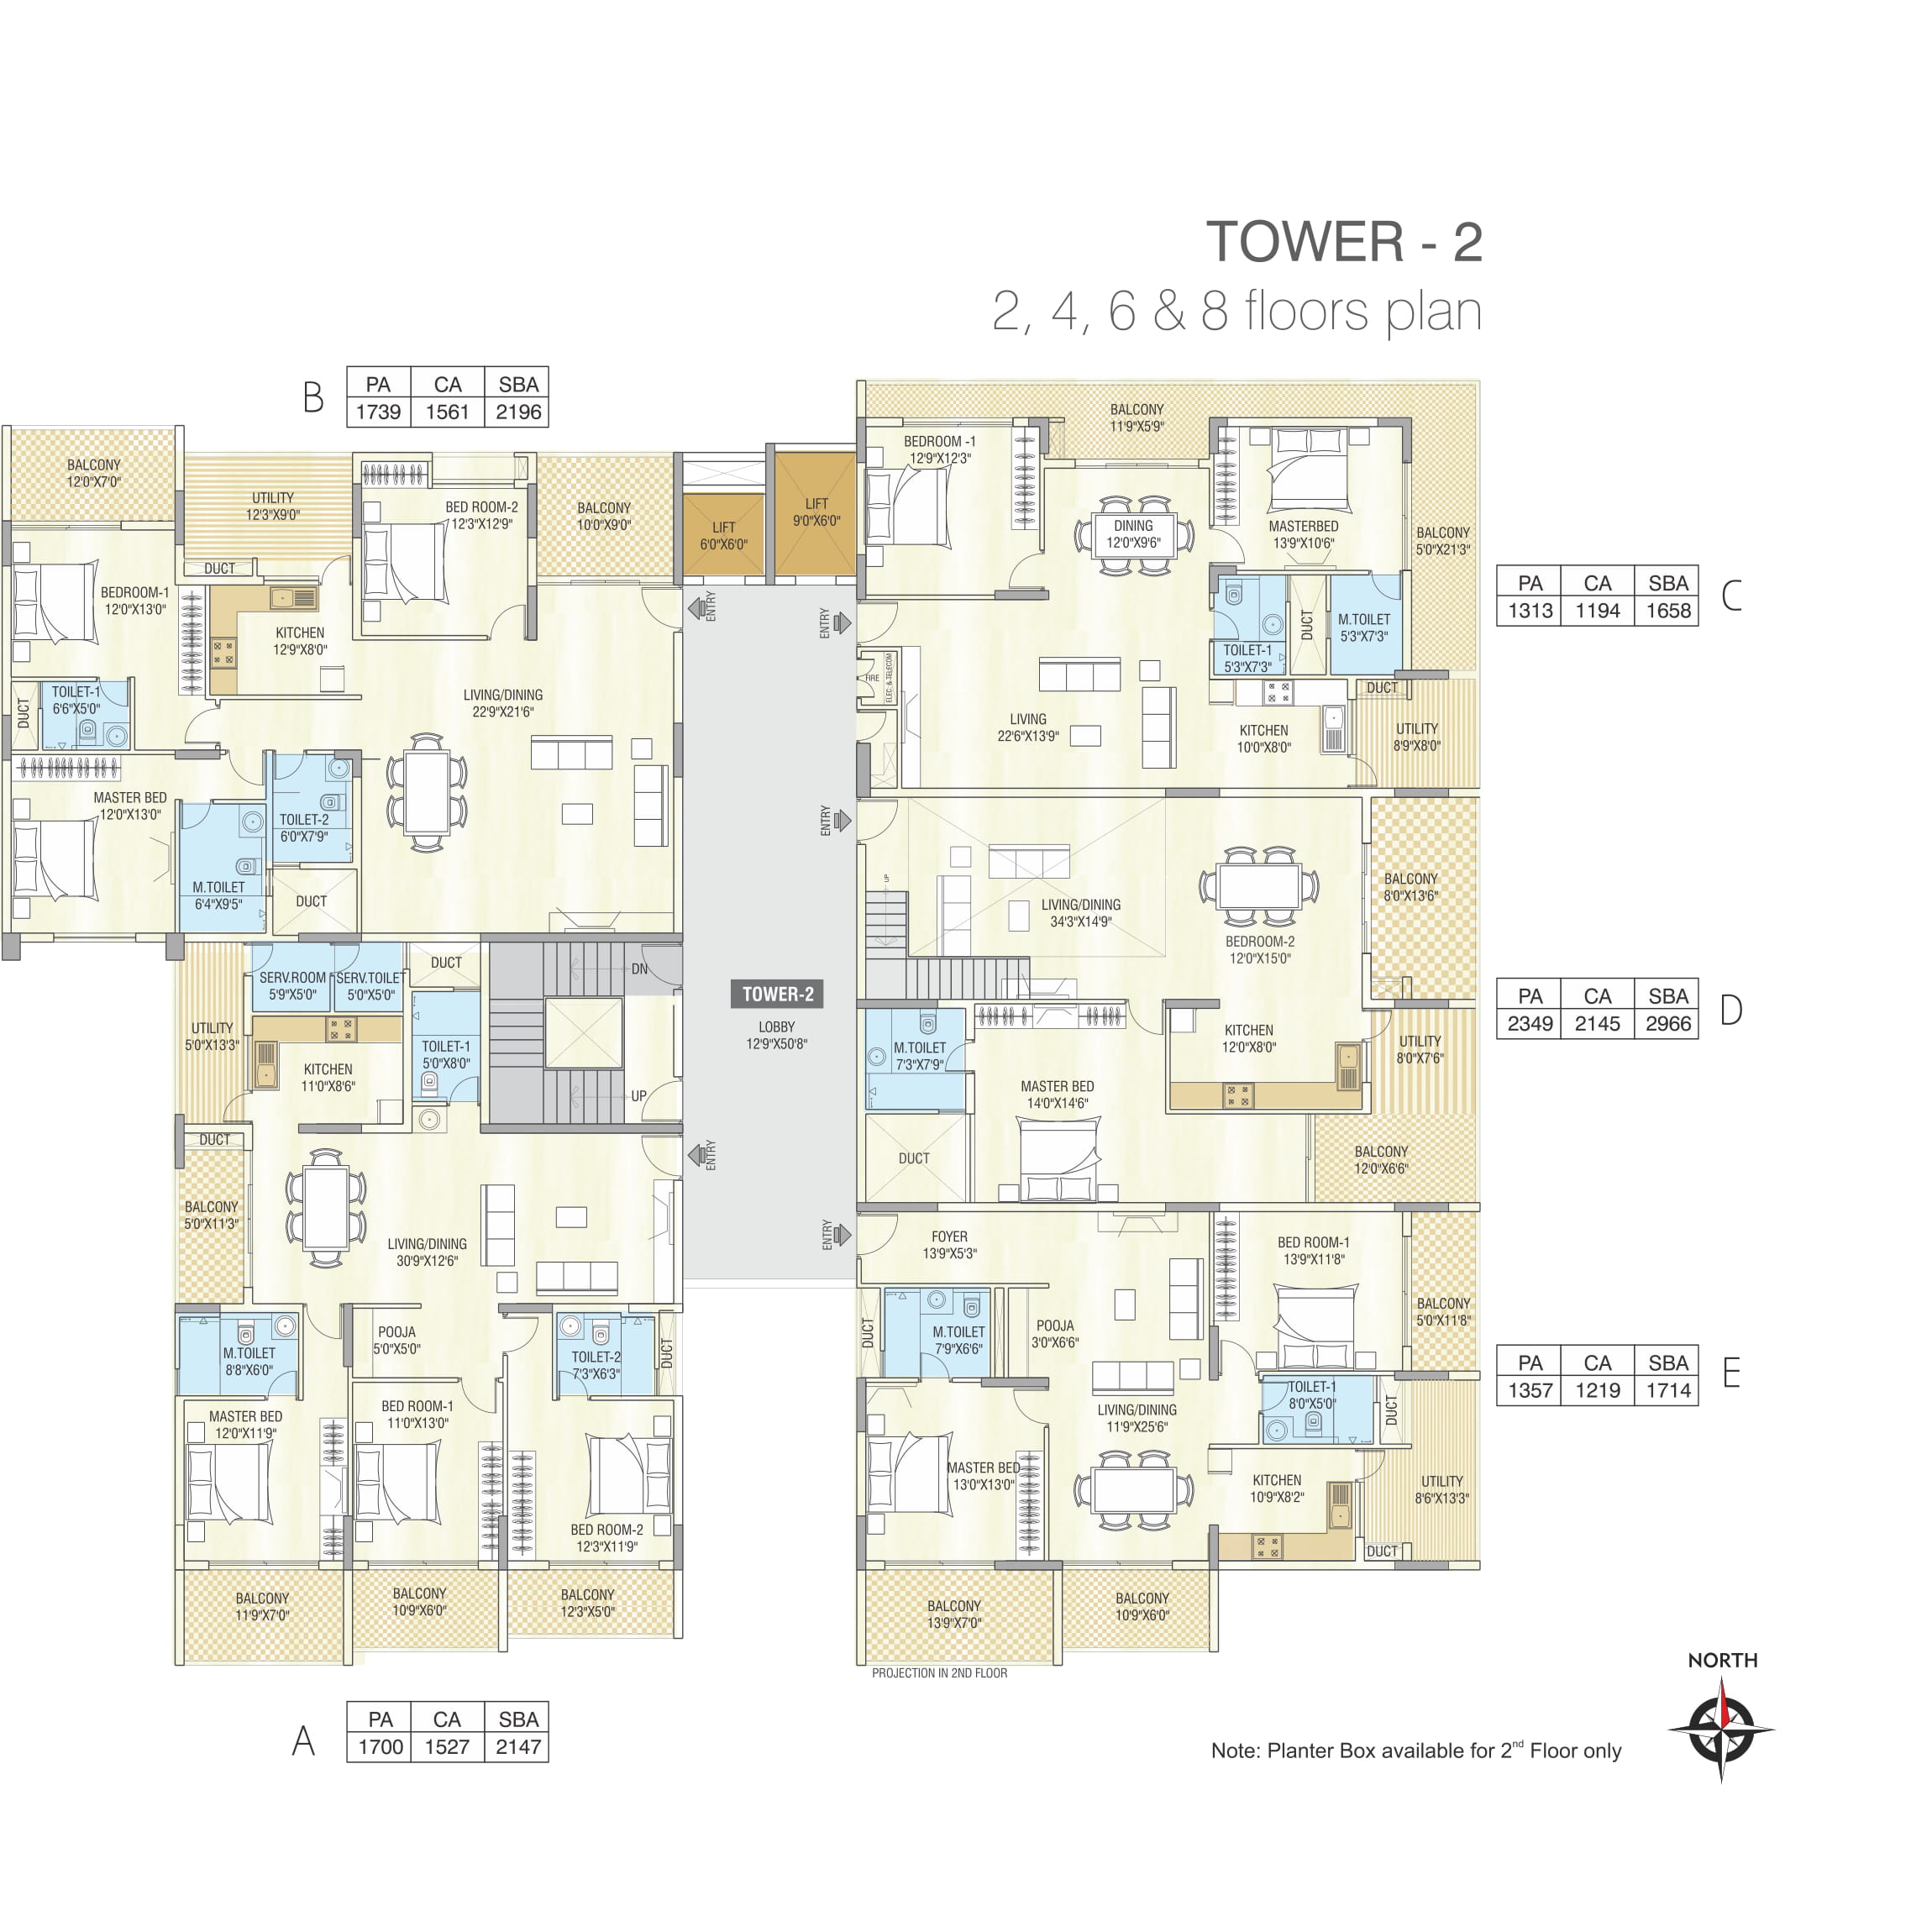 TOWER - 2
2, 4, 6 & 8 floors plan
B
PA CA SBA
1739 1561 2196
BALCONY
12'0"X7'0"
UTILITY
12'3"X9'0"
BED ROOM-2
12'3"X12'9"
BALCONY
10'0"X9'0"
LIFT
6'0"X6'0"
LIFT
9'0"X6'0"
DUCT
BEDROOM-1
12'0"X13'0"
KITCHEN
12'9"X8'0"
ENTRY
TOILET-1
6'6"X5'0"
DUCT
LIVING/DINING
22'9"X21'6"
MASTER BED
12'0"X13'0"
TOILET-2
6'0"X7'9"
M.TOILET
6'4"X9'5"
DUCT
BALCONY
11'9"X5'9"
BEDROOM -1
12'9"X12'3"
DINING
12'0"X9'6"
MASTERBED
13'9"X10'6"
BALCONY
5'0"X21'3"
PA CA SBA
1313 1194 1658
C
ENTRY
FIRE
ELEC. & TELECOM
TOILET-1
5'3"X7'3"
DUCT
M.TOILET
5'3"X7'3"
DUCT
LIVING
22'6"X13'9"
KITCHEN
10'0"X8'0"
UTILITY
8'9"X8'0"
ENTRY
UP
LIVING/DINING
34'3"X14'9"
BEDROOM-2
12'0"X15'0"
BALCONY
8'0"X13'6"
PA CA SBA
2349 2145 2966
D
M.TOILET
7'3"X7'9"
MASTER BED
14'0"X14'6"
KITCHEN
12'0"X8'0"
UTILITY
8'0"X7'6"
DUCT
BALCONY
12'0"X6'6"
TOWER-2
LOBBY
12'9"X50'8"
SERV.ROOM
5'9"X5'0"
SERV.TOILET
5'0"X5'0"
DUCT
DN
UTILITY
5'0"X13'3"
KITCHEN
11'0"X8'6"
TOILET-1
5'0"X8'0"
UP
DUCT
ENTRY
BALCONY
5'0"X11'3"
LIVING/DINING
30'9"X12'6"
M.TOILET
8'8"X6'0"
POOJA
5'0"X5'0"
TOILET-2
7'3"X6'3"
DUCT
MASTER BED
12'0"X11'9"
BED ROOM-1
11'0"X13'0"
BED ROOM-2
12'3"X11'9"
BALCONY
11'9"X7'0"
BALCONY
10'9"X6'0"
BALCONY
12'3"X5'0"
A
PA CA SBA
1700 1527 2147
ENTRY
FOYER
13'9"X5'3"
BED ROOM-1
13'9"X11'8"
BALCONY
5'0"X11'8"
PA CA SBA
1357 1219 1714
E
DUCT
M.TOILET
7'9"X6'6"
POOJA
3'0"X6'6"
TOILET-1
8'0"X5'0"
DUCT
LIVING/DINING
11'9"X25'6"
MASTER BED
13'0"X13'0"
KITCHEN
10'9"X8'2"
UTILITY
8'6"X13'3"
DUCT
BALCONY
13'9"X7'0"
BALCONY
10'9"X6'0"
PROJECTION IN 2ND FLOOR
NORTH
Note: Planter Box available for 2nd Floor only